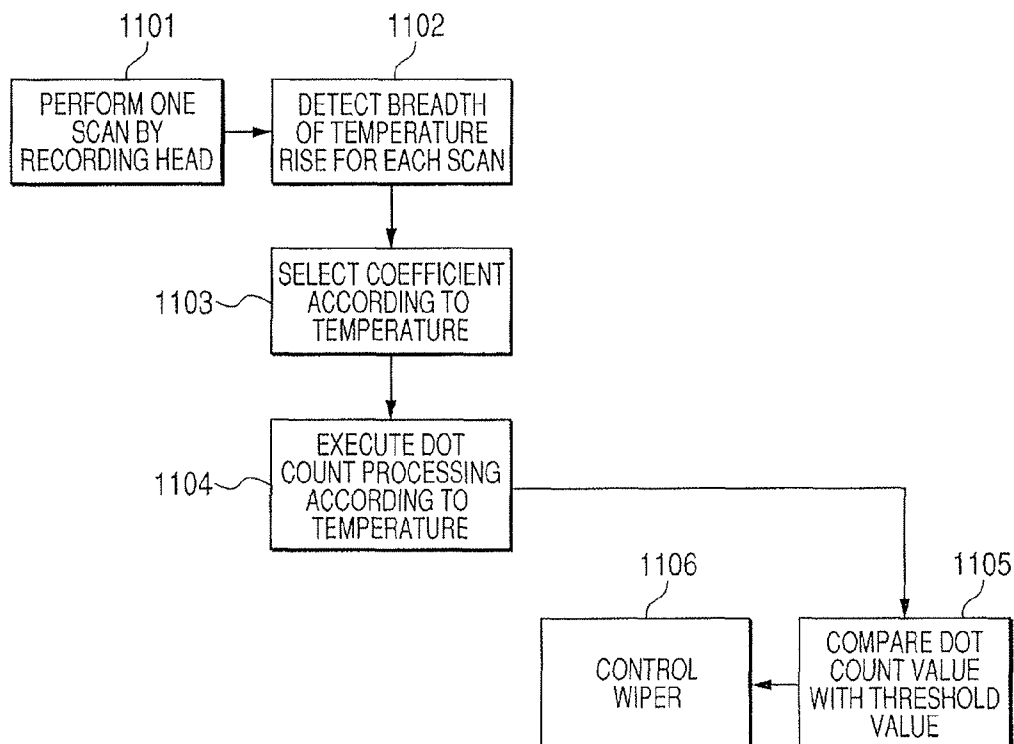 1101
PERFORM ONE
SCAN BY
RECORDING HEAD
1102
DETECT BREADTH
OF TEMPERATURE
RISE FOR EACH SCAN
1103
SELECT COEFFICIENT
ACCORDING TO
TEMPERATURE
1104
EXECUTE DOT
COUNT PROCESSING
ACCORDING TO
TEMPERATURE
1105
COMPARE DOT
COUNT VALUE
WITH THRESHOLD
VALUE
1106
CONTROL
WIPER